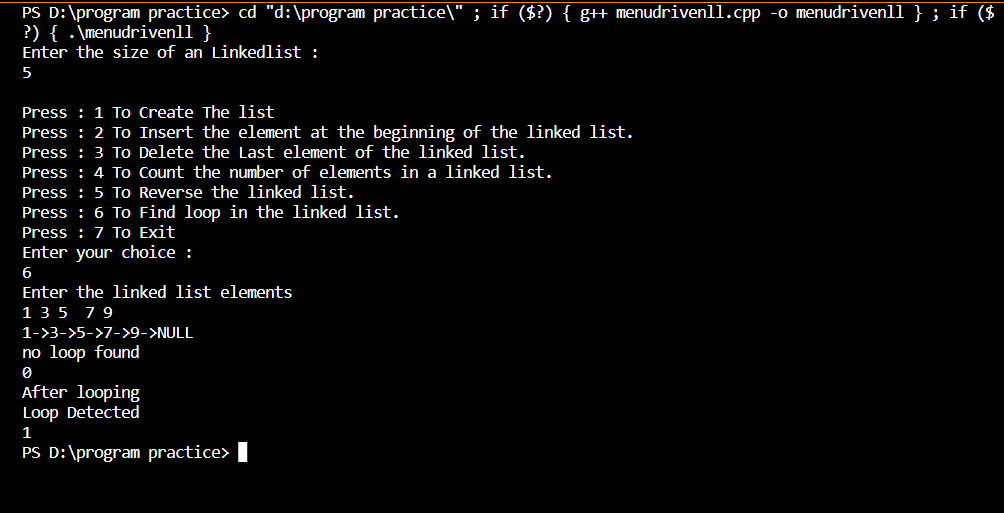 PS D:\program practice> cd "d:\program practice\" ; if ($?) { g++ menudrivenll.cpp -o menudrivenll } ; if ($
?) { .\menudrivenll }
Enter the size of an Linkedlist :
5
Press : 1 To Create The list
Press : 2 To Insert the element at the beginning of the linked list.
Press : 3 To Delete the Last element of the linked list.
Press : 4 To Count the number of elements in a linked list.
Press : 5 To Reverse the linked list.
Press : 6 To Find loop in the linked list.
Press : 7 To Exit
Enter your choice :
6
Enter the linked list elements
1 3 5  7 9
1->3->5->7->9->NULL
no loop found
0
After looping
Loop Detected
1
PS D:\program practice>